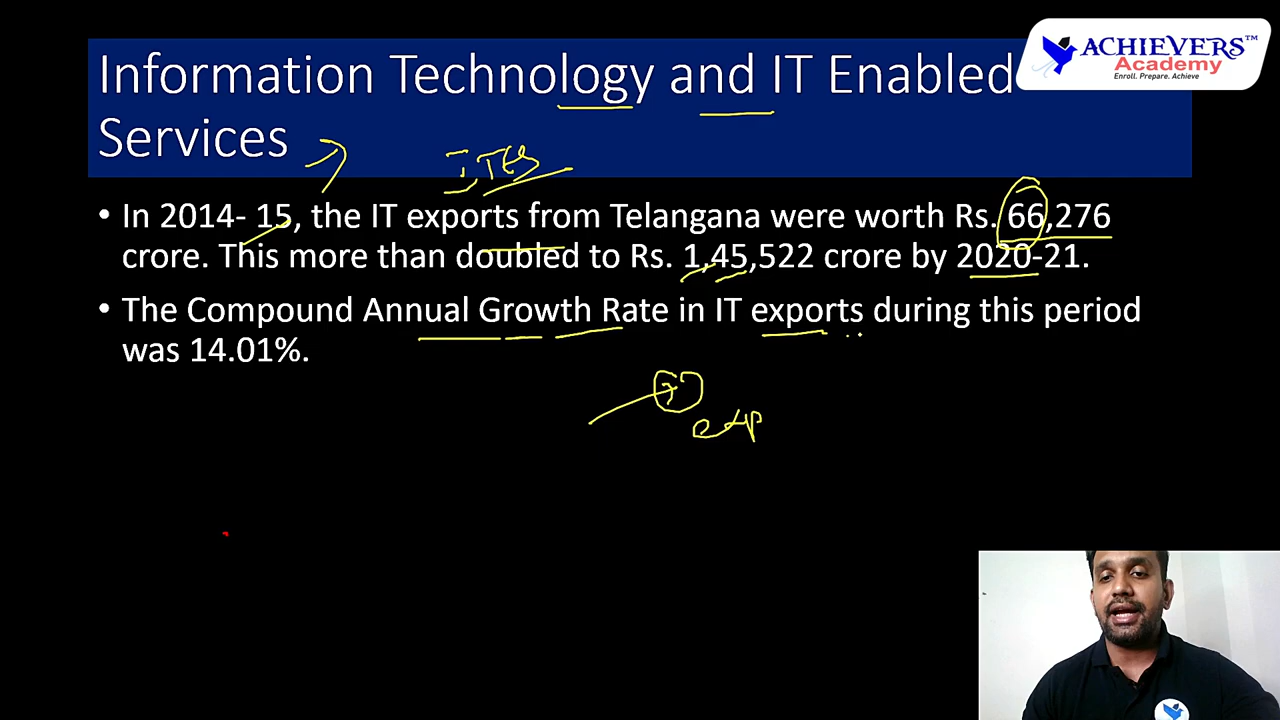 ACHIEVERS™
Academy
Enroll. Prepare. Achieve
Information Technology and IT Enabled
Services
ITES
• In 2014- 15, the IT exports from Telangana were worth Rs. 66,276
crore. This more than doubled to Rs. 1,45,522 crore by 2020-21.
• The Compound Annual Growth Rate in IT exports during this period
was 14.01%.
exp